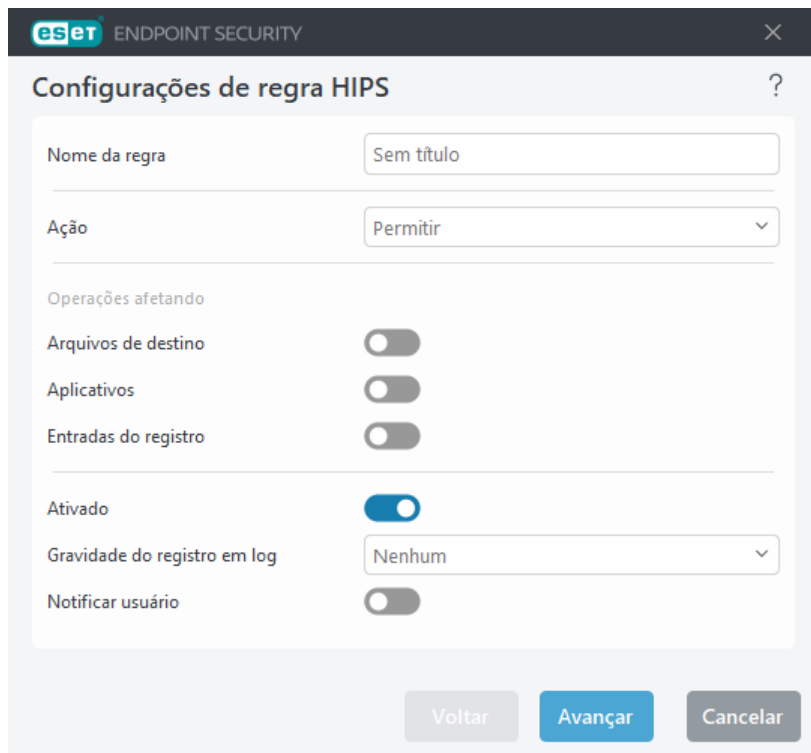 eset ENDPOINT SECURITY
Configurações de regra HIPS
?
Nome da regra
Sem título
Ação
Permitir
Operações afetando
Arquivos de destino
Aplicativos
Entradas do registro
Ativado
Gravidade do registro em log
Nenhum
Notificar usuário
Voltar
Avançar
Cancelar